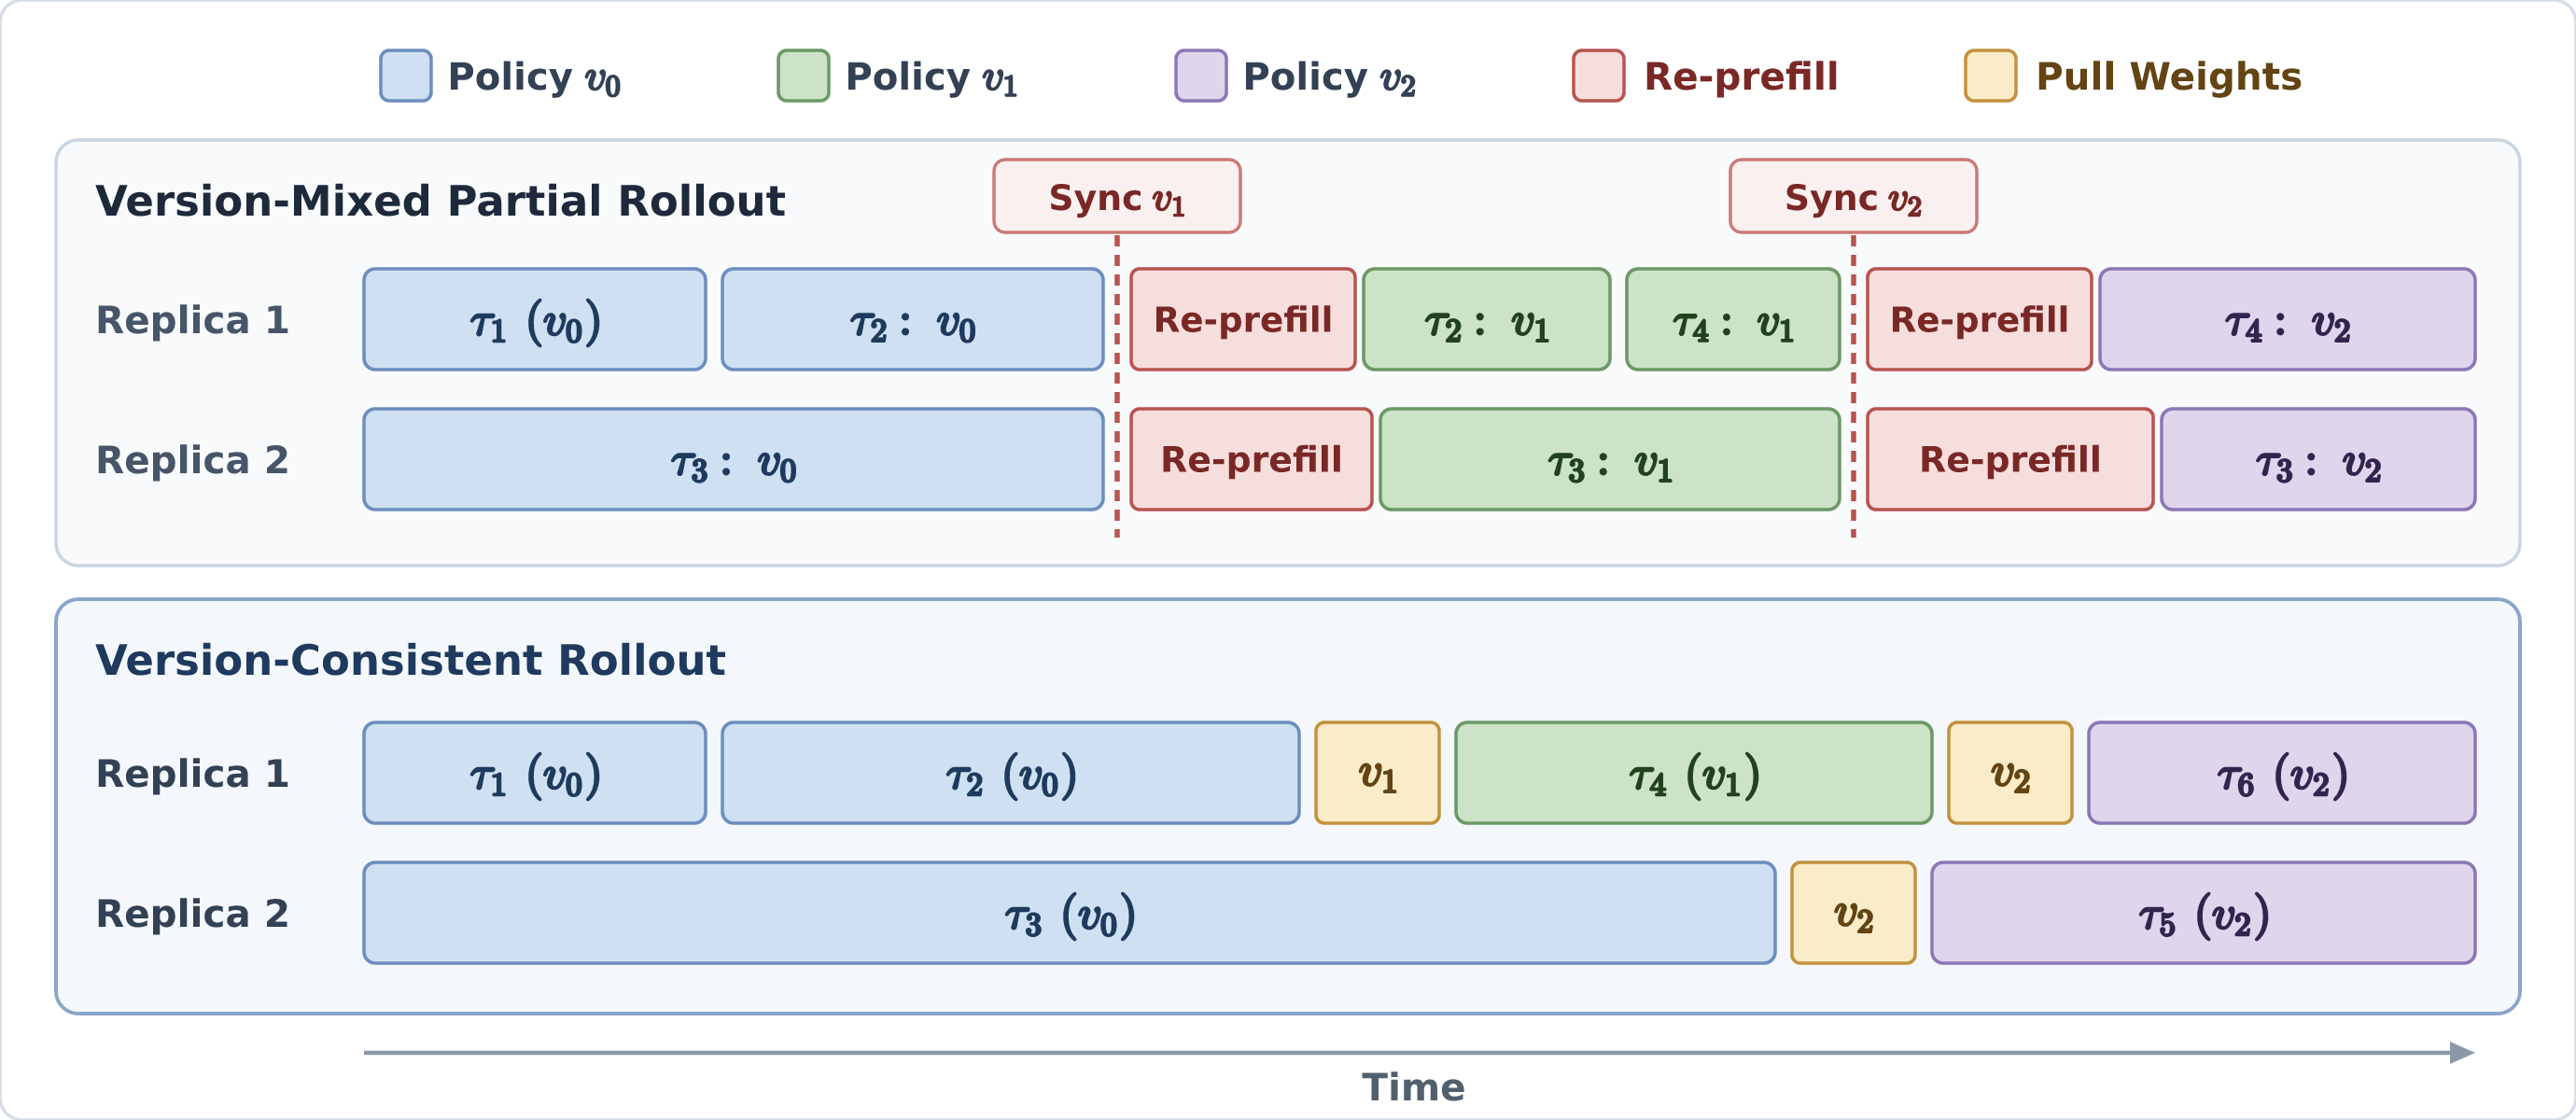 Policy v₀ Policy v₁ Policy v₂ Re-prefill Pull Weights
Version-Mixed Partial Rollout Sync v₁ Sync v₂
Replica 1 τ₁ (v₀) τ₂ : v₀ Re-prefill τ₂ : v₁ τ₄ : v₁ Re-prefill τ₄ : v₂
Replica 2 τ₃ : v₀ Re-prefill τ₃ : v₁ Re-prefill τ₃ : v₂
Version-Consistent Rollout
Replica 1 τ₁ (v₀) τ₂ (v₀) v₁ τ₄ (v₁) v₂ τ₆ (v₂)
Replica 2 τ₃ (v₀) v₂ τ₅ (v₂)
Time